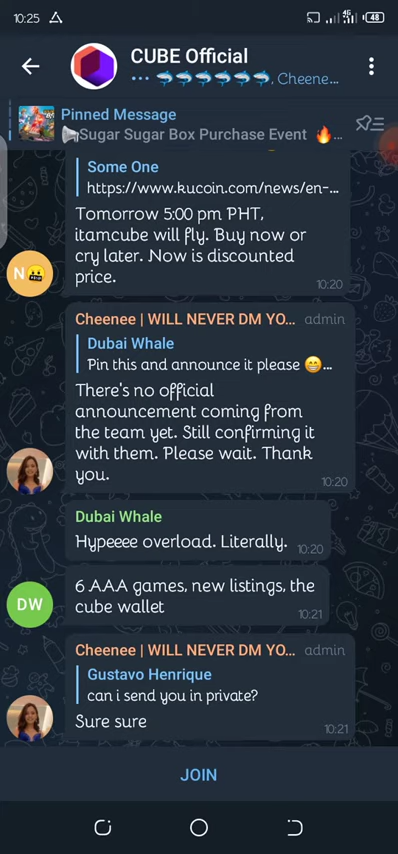 10:25
4G
48
CUBE Official
🦈🦈🦈🦈🦈🦈, Cheene...
Pinned Message
📢Sugar Sugar Box Purchase Event 🔥...
Some One
https://www.kucoin.com/news/en-...
Tomorrow 5:00 pm PHT,
itamcube will fly. Buy now or
cry later. Now is discounted
price.
10:20
N🤬
Cheenee | WILL NEVER DM YO... admin
Dubai Whale
Pin this and announce it please 😁...
There's no official
announcement coming from
the team yet. Still confirming it
with them. Please wait. Thank
you.
10:20
Dubai Whale
Hypeeee overload. Literally. 10:20
6 AAA games, new listings, the
cube wallet
10:21
DW
Cheenee | WILL NEVER DM YO... admin
Gustavo Henrique
can i send you in private?
Sure sure
10:21
JOIN